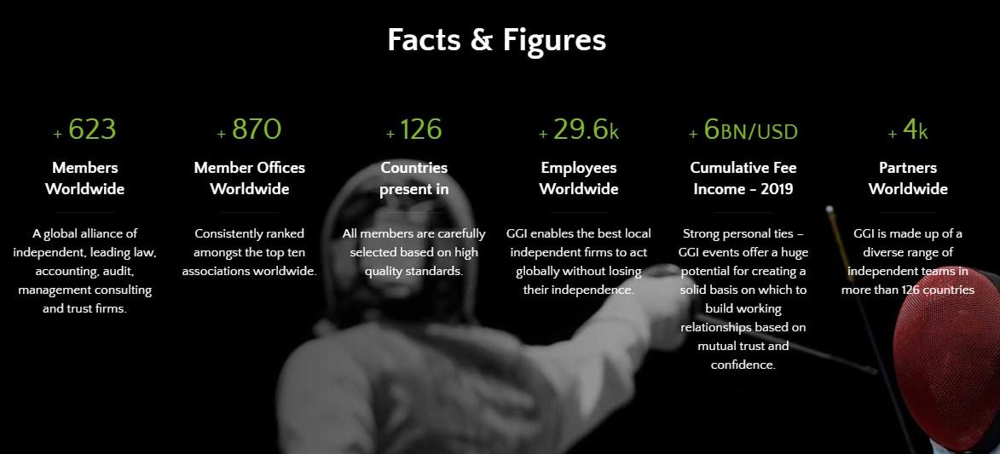 Facts & Figures
+ 623
Members
Worldwide
A global alliance of
independent, leading law,
accounting, audit,
management consulting
and trust firms.
+ 870
Member Offices
Worldwide
Consistently ranked
amongst the top ten
associations worldwide.
+ 126
Countries
present in
All members are carefully
selected based on high
quality standards.
+ 29.6k
Employees
Worldwide
GGI enables the best local
independent firms to act
globally without losing
their independence.
+ 6BN/USD
Cumulative Fee
Income - 2019
Strong personal ties –
GGI events offer a huge
potential for creating a
solid basis on which to
build working
relationships based on
mutual trust and
confidence.
+ 4k
Partners
Worldwide
GGI is made up of a
diverse range of
independent teams in
more than 126 countries